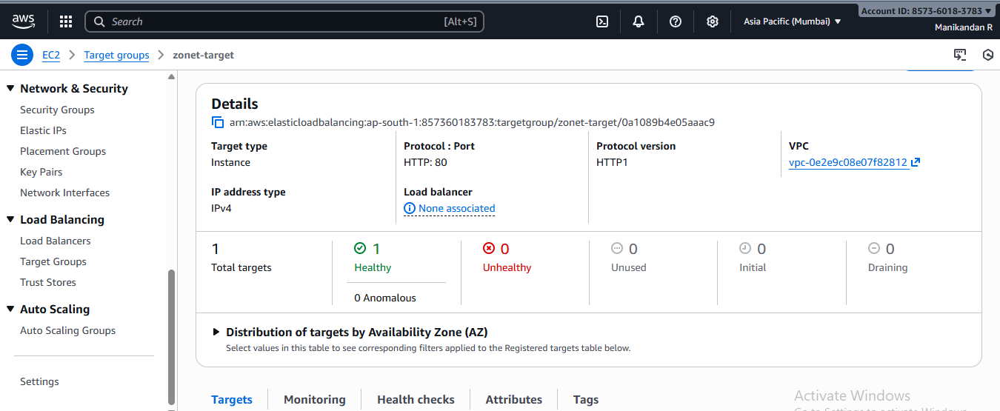 aws
Search [Alt+S]
Asia Pacific (Mumbai)
Account ID: 8573-6018-3783
Manikandan R
EC2 > Target groups > zonet-target
Network & Security
Security Groups
Elastic IPs
Placement Groups
Key Pairs
Network Interfaces
Load Balancing
Load Balancers
Target Groups
Trust Stores
Auto Scaling
Auto Scaling Groups
Settings
Details
arn:aws:elasticloadbalancing:ap-south-1:857360183783:targetgroup/zonet-target/0a1089b4e05aaac9
Target type
Instance
Protocol : Port
HTTP: 80
Protocol version
HTTP1
VPC
vpc-0e2e9c08e07f82812
IP address type
IPv4
Load balancer
None associated
1
Total targets
1
Healthy
0 Anomalous
0
Unhealthy
0
Unused
0
Initial
0
Draining
Distribution of targets by Availability Zone (AZ)
Select values in this table to see corresponding filters applied to the Registered targets table below.
Targets
Monitoring
Health checks
Attributes
Tags
Activate Windows
Go to Settings to activate Windows